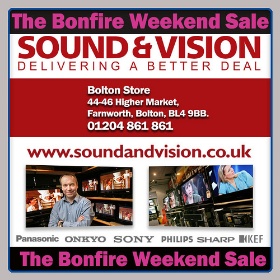 The Bonfire Weekend Sale
SOUND & VISION
DELIVERING A BETTER DEAL
Bolton Store
44-46 Higher Market,
Farnworth, Bolton, BL4 9BB.
01204 861 861
www.soundandvision.co.uk
Panasonic ONKYO SONY PHILIPS SHARP KEF
The Bonfire Weekend Sale